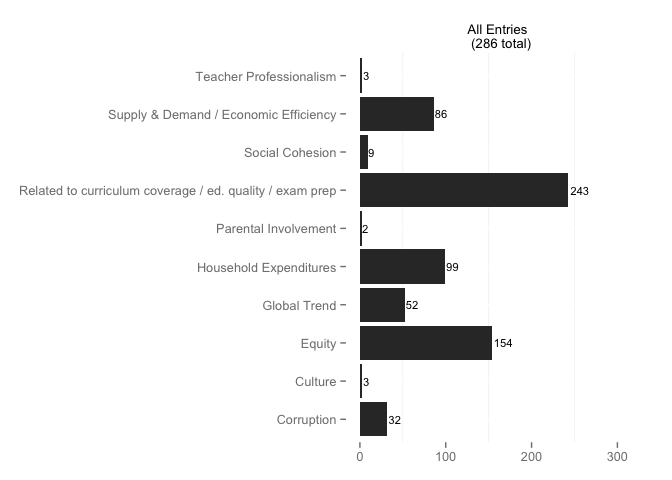 All Entries
(286 total)
Teacher Professionalism 3
Supply & Demand / Economic Efficiency 86
Social Cohesion 9
Related to curriculum coverage / ed. quality / exam prep 243
Parental Involvement 2
Household Expenditures 99
Global Trend 52
Equity 154
Culture 3
Corruption 32
0 100 200 300